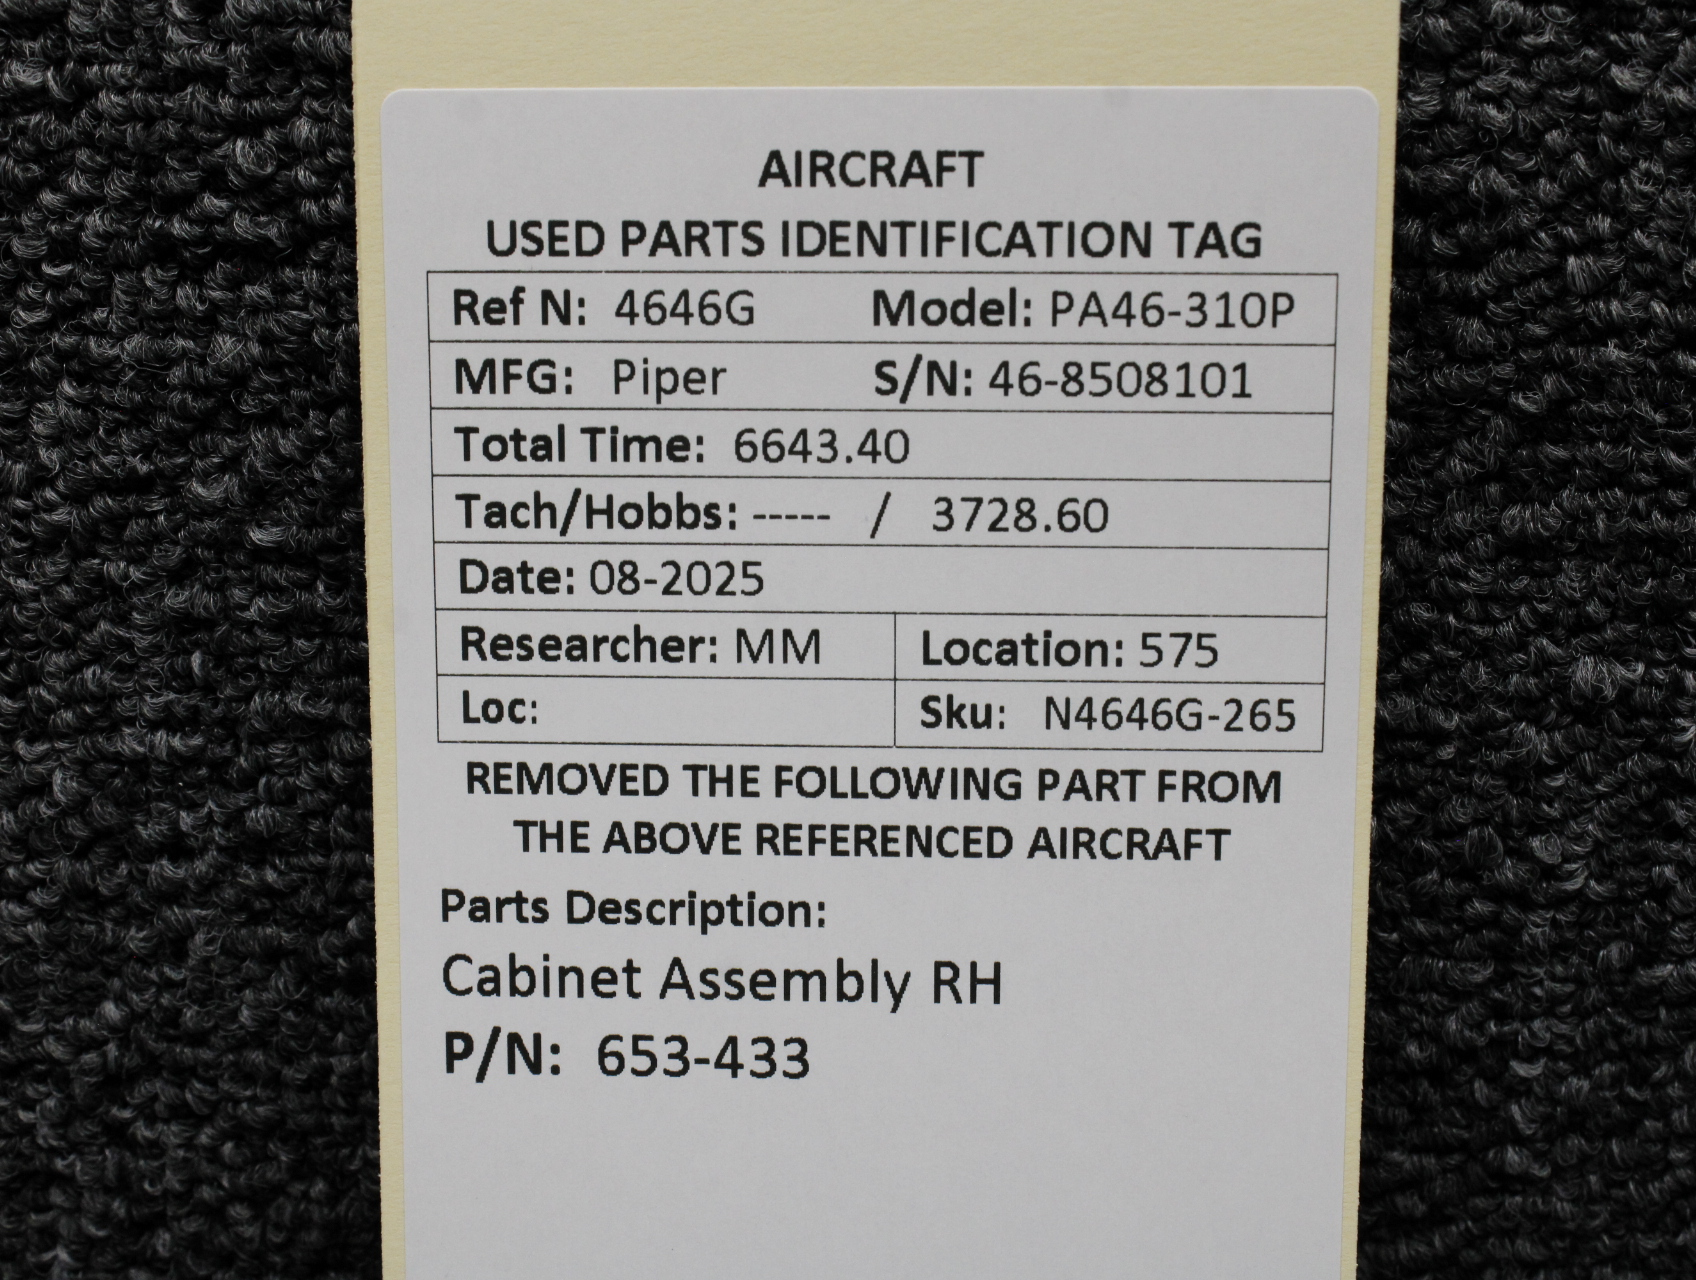 AIRCRAFT
USED PARTS IDENTIFICATION TAG
Ref N: 4646G Model: PA46-310P
MFG: Piper S/N: 46-8508101
Total Time: 6643.40
Tach/Hobbs: ----- / 3728.60
Date: 08-2025
Researcher: MM Location: 575
Loc: Sku: N4646G-265
REMOVED THE FOLLOWING PART FROM
THE ABOVE REFERENCED AIRCRAFT
Parts Description:
Cabinet Assembly RH
P/N: 653-433